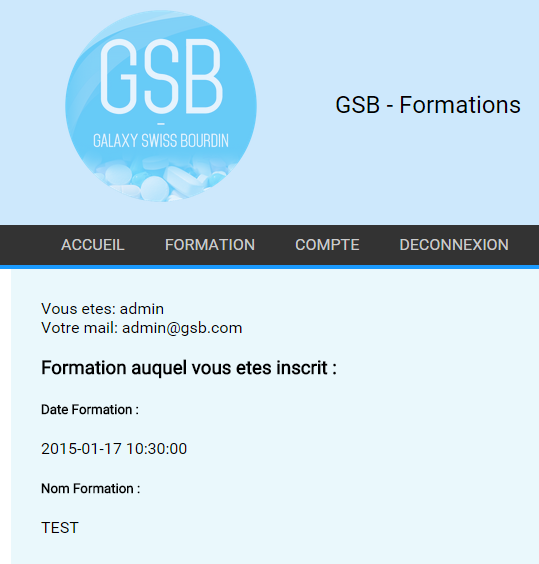 GSB
GALAXY SWISS BOURDIN
GSB - Formations
ACCUEIL FORMATION COMPTE DECONNEXION
Vous etes: admin
Votre mail: admin@gsb.com
Formation auquel vous etes inscrit :
Date Formation :
2015-01-17 10:30:00
Nom Formation :
TEST